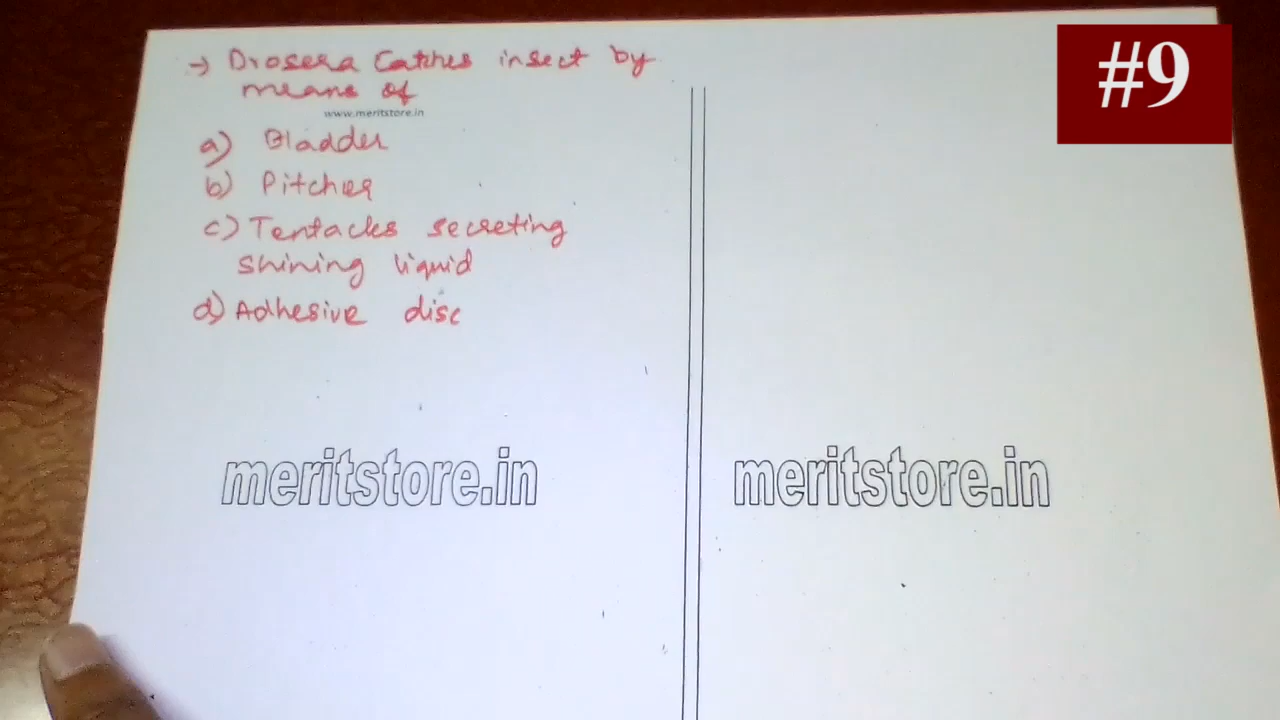 #9
→ Drosera Catches insect by
means of
www.meritstore.in
a) Bladder
b) Pitcher
c) Tentacles secreting
shining liquid
d) Adhesive disc
meritstore.in
meritstore.in